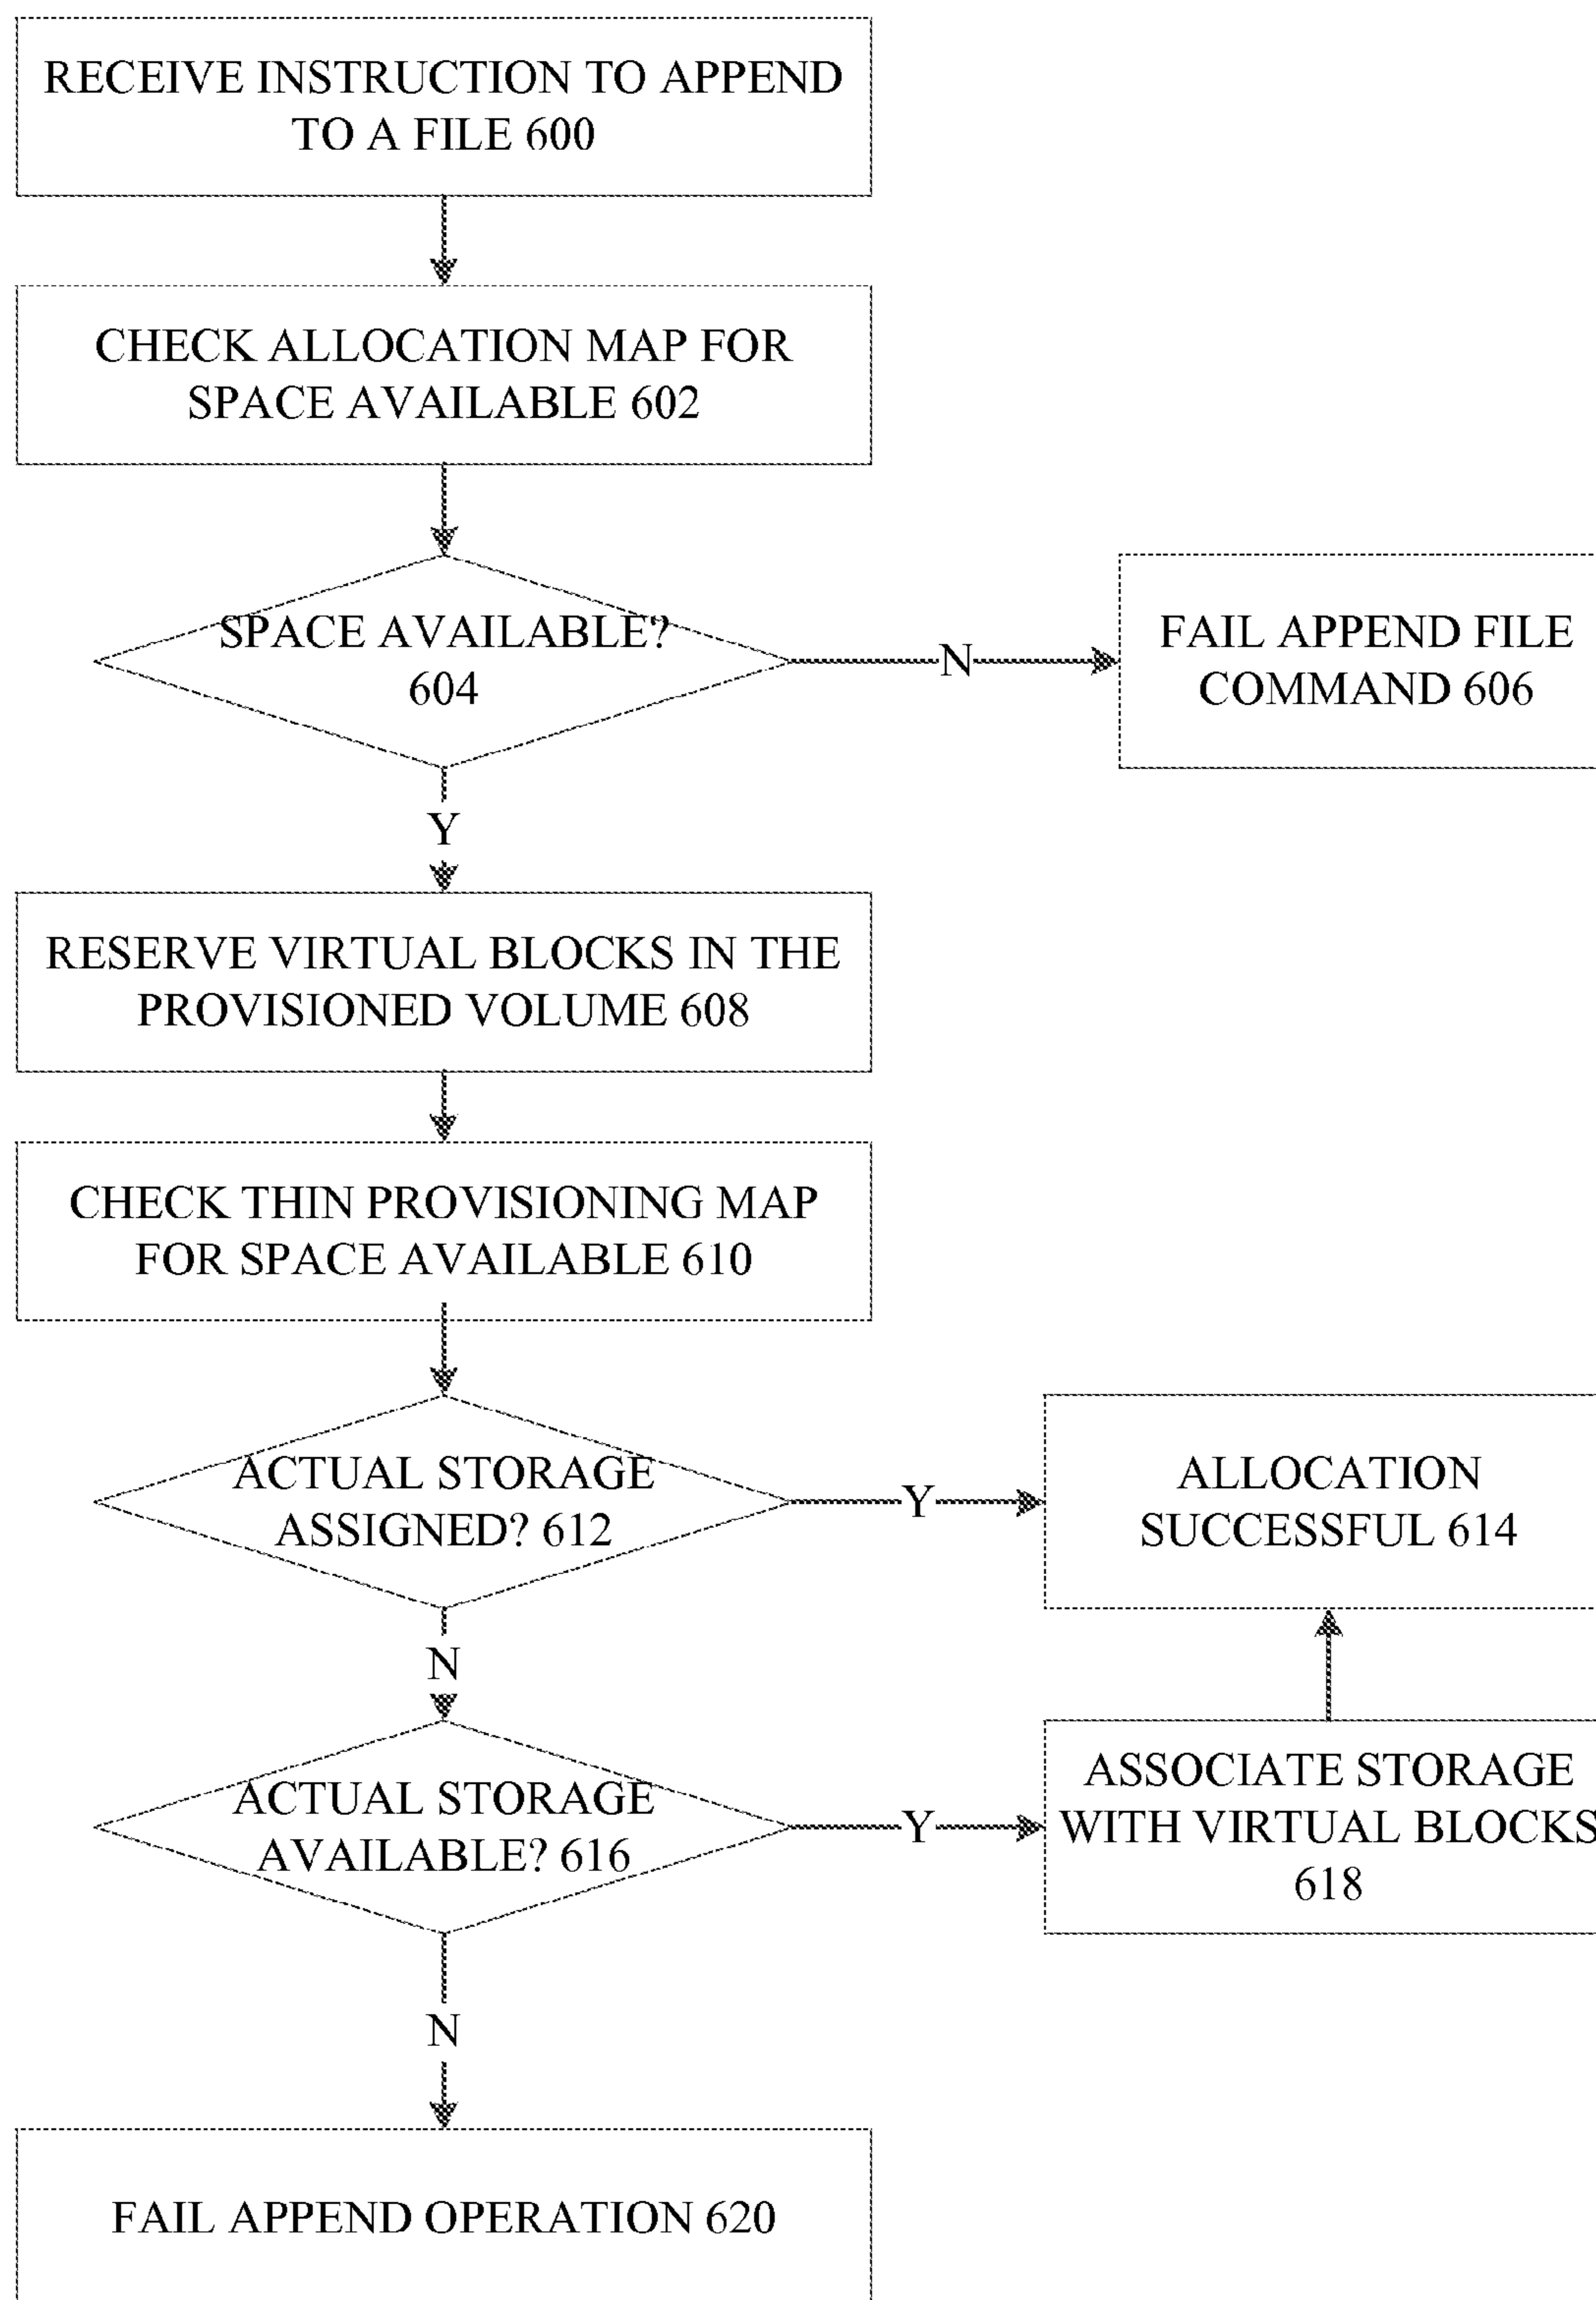 RECEIVE INSTRUCTION TO APPEND
TO A FILE 600
CHECK ALLOCATION MAP FOR
SPACE AVAILABLE 602
SPACE AVAILABLE?
604
N
FAIL APPEND FILE
COMMAND 606
Y
RESERVE VIRTUAL BLOCKS IN THE
PROVISIONED VOLUME 608
CHECK THIN PROVISIONING MAP
FOR SPACE AVAILABLE 610
ACTUAL STORAGE
ASSIGNED? 612
Y
ALLOCATION
SUCCESSFUL 614
N
ACTUAL STORAGE
AVAILABLE? 616
Y
ASSOCIATE STORAGE
WITH VIRTUAL BLOCKS
618
N
FAIL APPEND OPERATION 620